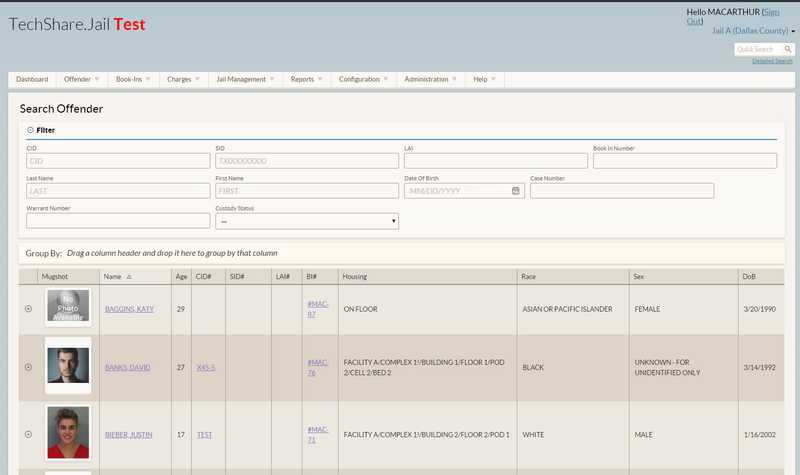 TechShare.Jail Test
Hello MACARTHUR (Sign
Out)
Jail A (Dallas County)
Quick Search
Detailed Search
Dashboard Offender Book-Ins Charges Jail Management Reports Configuration Administration Help
Search Offender
Filter
CID SID LAI Book In Number
CID TX00000000
Last Name First Name Date Of Birth Case Number
LAST FIRST MM/DD/YYYY
Warrant Number Custody Status
---
Group By: Drag a column header and drop it here to group by that column
Mugshot Name Age CID# SID# LAI# BI# Housing Race Sex DoB
No
Photo
Available
BAGGINS, KATY 29 #MAC-
87 ON FLOOR ASIAN OR PACIFIC ISLANDER FEMALE 3/20/1990
BANKS, DAVID 27 X45-5 #MAC-
76 FACILITY A/COMPLEX 1!/BUILDING 1/FLOOR 1/POD
2/CELL 2/BED 2 BLACK UNKNOWN - FOR
UNIDENTIFIED ONLY 3/14/1992
BIEBER, JUSTIN 17 TEST #MAC-
71 FACILITY A/COMPLEX 1!/BUILDING 2/FLOOR 2/POD 1 WHITE MALE 1/16/2002